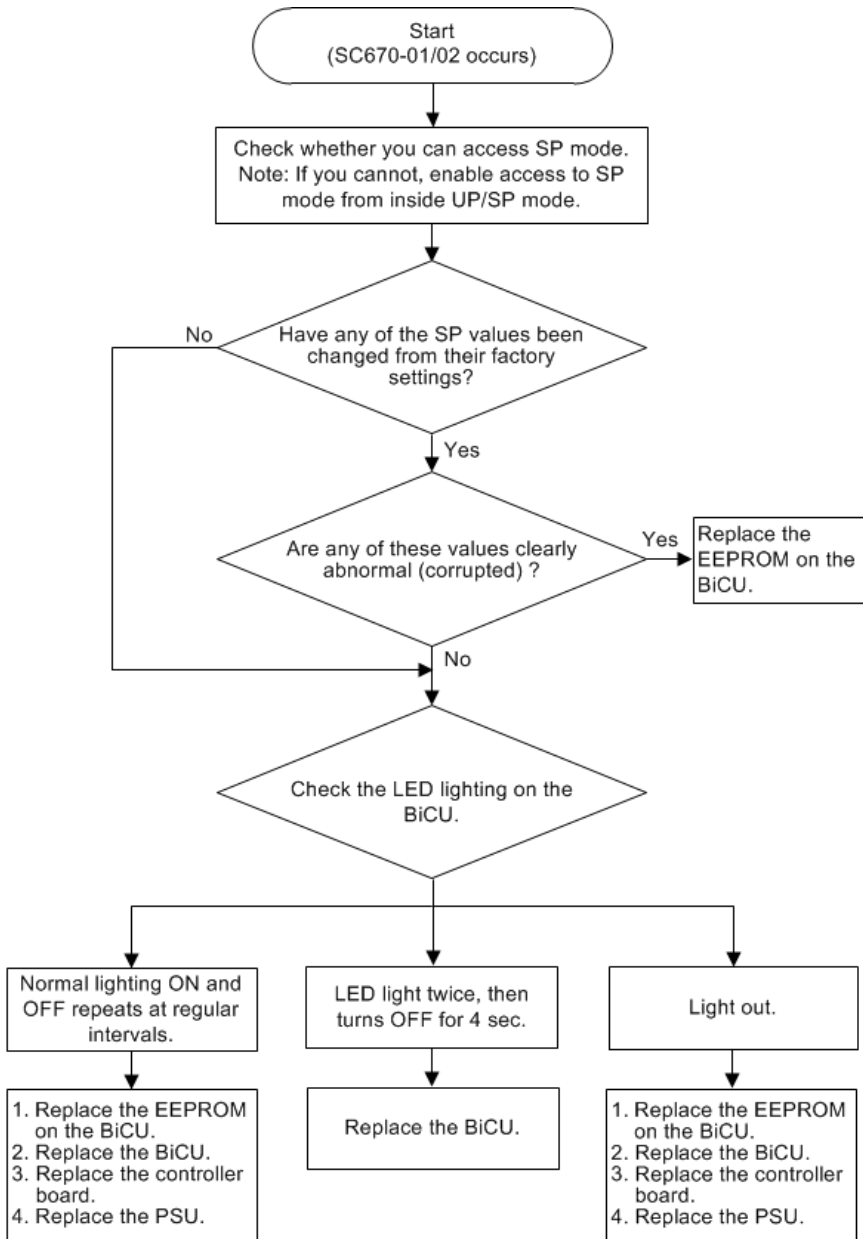 Start
(SC670-01/02 occurs)
Check whether you can access SP mode.
Note: If you cannot, enable access to SP
mode from inside UP/SP mode.
No
Have any of the SP values been
changed from their factory
settings?
Yes
Are any of these values clearly
abnormal (corrupted) ?
Yes
Replace the
EEPROM on the
BiCU.
No
Check the LED lighting on the
BiCU.
Normal lighting ON and
OFF repeats at regular
intervals.
LED light twice, then
turns OFF for 4 sec.
Light out.
1. Replace the EEPROM
on the BiCU.
2. Replace the BiCU.
3. Replace the controller
board.
4. Replace the PSU.
Replace the BiCU.
1. Replace the EEPROM
on the BiCU.
2. Replace the BiCU.
3. Replace the controller
board.
4. Replace the PSU.